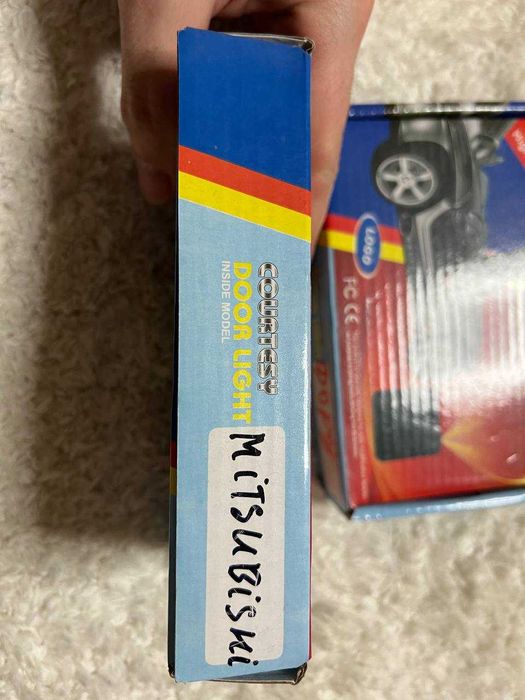 COURTESY
DOOR LIGHT
INSIDE MODEL
MiTSUBiSHi
LOGO
FC CE